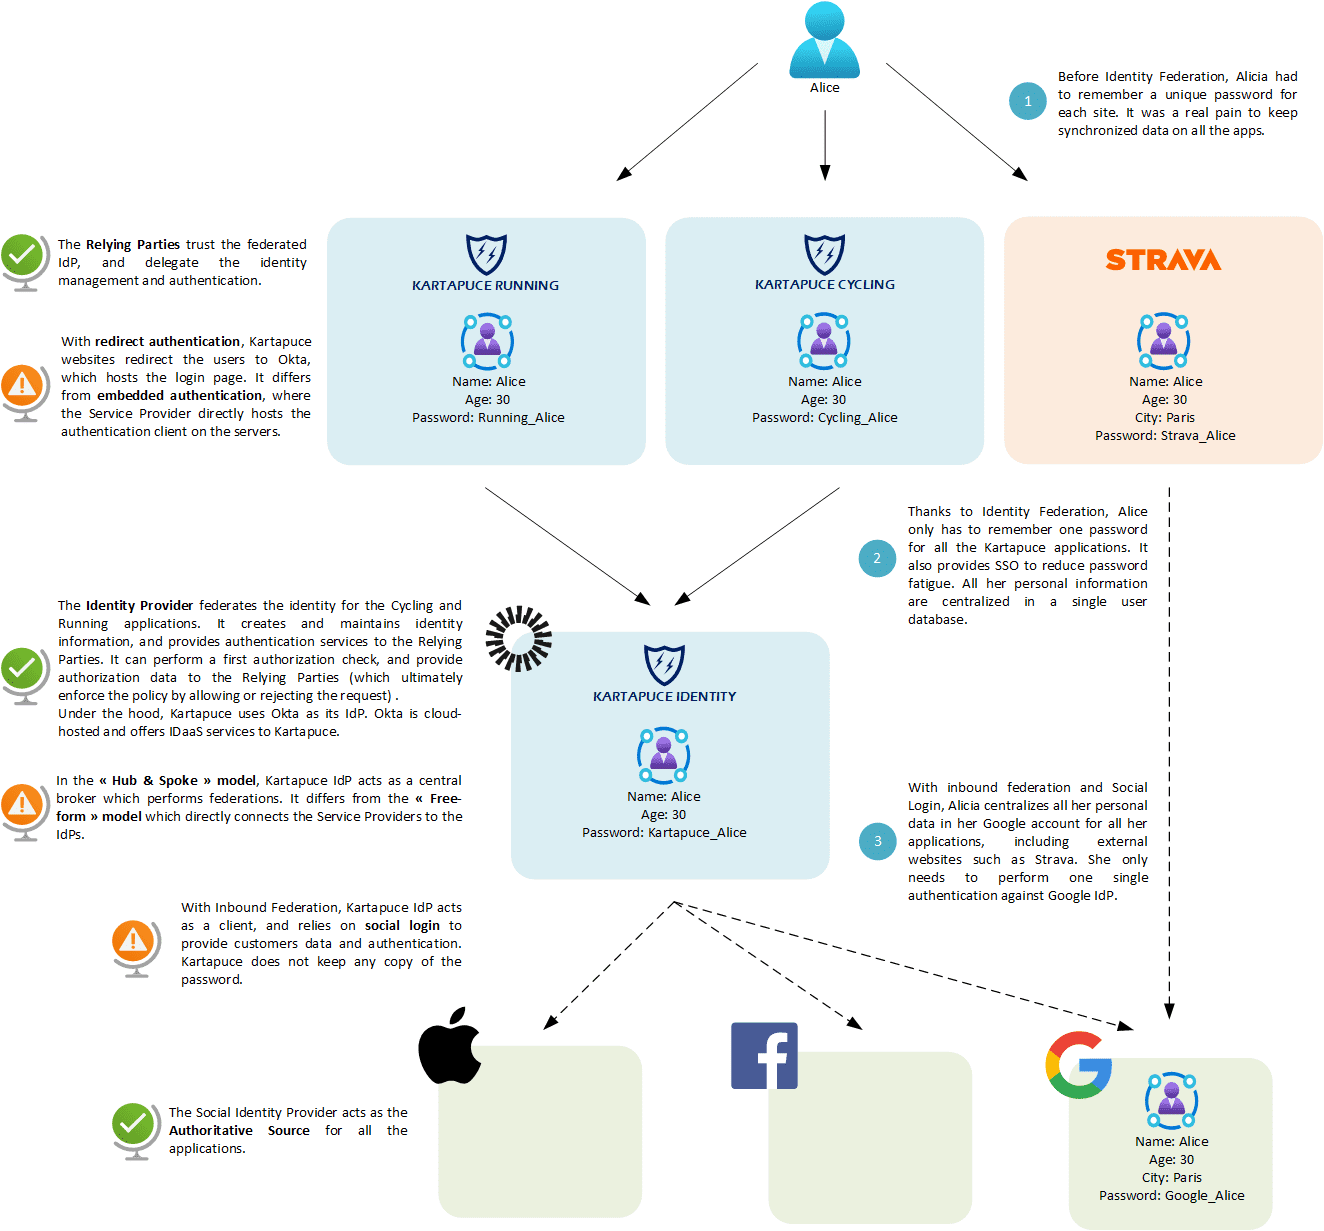 Alice
1
Before Identity Federation, Alicia had
to remember a unique password for
each site. It was a real pain to keep
synchronized data on all the apps.
The Relying Parties trust the federated
IdP, and delegate the identity
management and authentication.
With redirect authentication, Kartapuce
websites redirect the users to Okta,
which hosts the login page. It differs
from embedded authentication, where
the Service Provider directly hosts the
authentication client on the servers.
KARTAPUCE RUNNING
Name: Alice
Age: 30
Password: Running_Alice
KARTAPUCE CYCLING
Name: Alice
Age: 30
Password: Cycling_Alice
STRAVA
Name: Alice
Age: 30
City: Paris
Password: Strava_Alice
2
Thanks to Identity Federation, Alice
only has to remember one password
for all the Kartapuce applications. It
also provides SSO to reduce password
fatigue. All her personal information
are centralized in a single user
database.
The Identity Provider federates the identity for the Cycling and
Running applications. It creates and maintains identity
information, and provides authentication services to the Relying
Parties. It can perform a first authorization check, and provide
authorization data to the Relying Parties (which ultimately
enforce the policy by allowing or rejecting the request) .
Under the hood, Kartapuce uses Okta as its IdP. Okta is cloud-
hosted and offers IDaaS services to Kartapuce.
In the « Hub & Spoke » model, Kartapuce IdP acts as a central
broker which performs federations. It differs from the « Free-
form » model which directly connects the Service Providers to the
IdPs.
KARTAPUCE IDENTITY
Name: Alice
Age: 30
Password: Kartapuce_Alice
3
With inbound federation and Social
Login, Alicia centralizes all her personal
data in her Google account for all her
applications, including external
websites such as Strava. She only
needs to perform one single
authentication against Google IdP.
With Inbound Federation, Kartapuce IdP acts
as a client, and relies on social login to
provide customers data and authentication.
Kartapuce does not keep any copy of the
password.
The Social Identity Provider acts as the
Authoritative Source for all the
applications.
f
G
Name: Alice
Age: 30
City: Paris
Password: Google_Alice